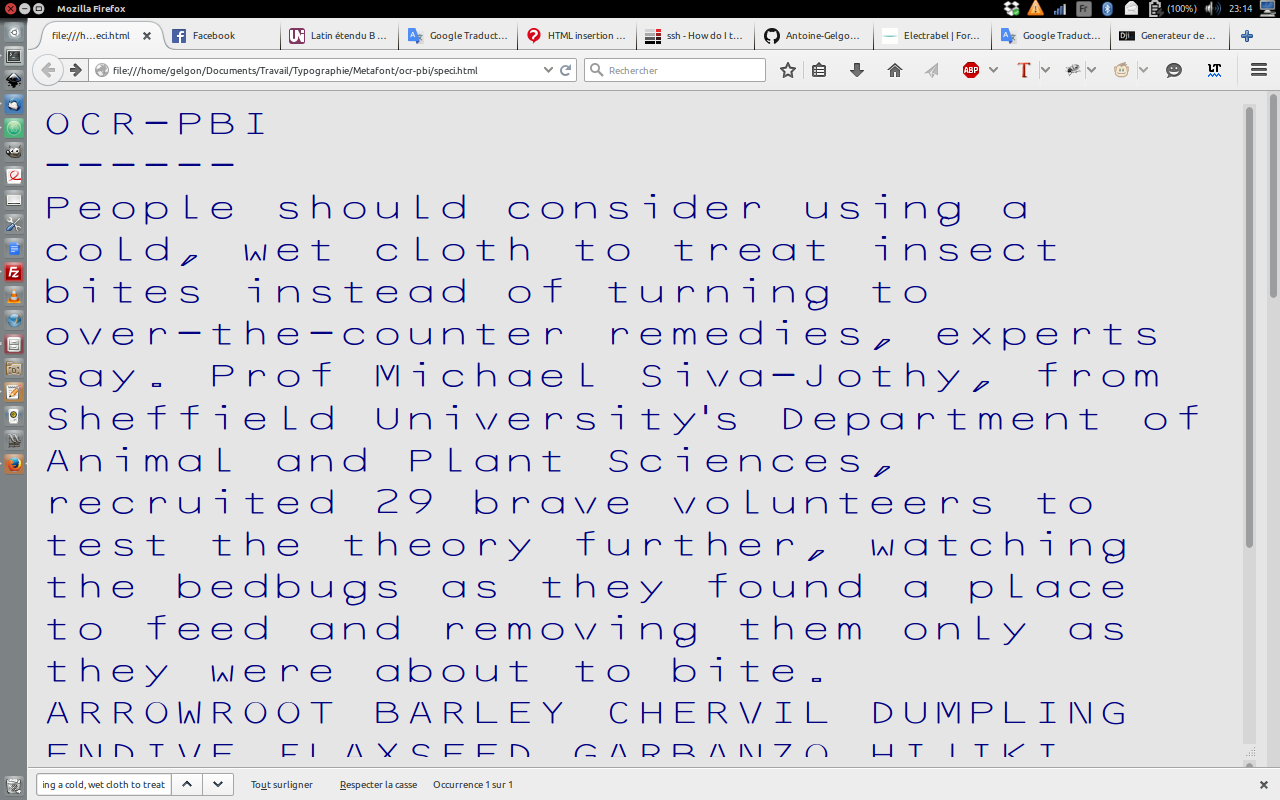 Mozilla Firefox
Fr
(100%)
23:14
file:///h...eci.html
Facebook
Latin étendu B ...
Google Traduct...
HTML insertion ...
ssh - How do I t...
Antoine-Gelgo...
Electrabel | For...
Google Traduct...
Generateur de ...
file:///home/gelgon/Documents/Travail/Typographie/Metafont/ocr-pbi/speci.html
Rechercher
ABP
OCR-PBI
------
People should consider using a
cold, wet cloth to treat insect
bites instead of turning to
over-the-counter remedies, experts
say. Prof Michael Siva-Jothy, from
Sheffield University's Department of
Animal and Plant Sciences,
recruited 29 brave volunteers to
test the theory further, watching
the bedbugs as they found a place
to feed and removing them only as
they were about to bite.
ARROWROOT BARLEY CHERVIL DUMPLING
ENDIVE FLAXSEED GARBANZO HIJIKI
ing a cold, wet cloth to treat
Tout surligner
Respecter la casse
Occurrence 1 sur 1